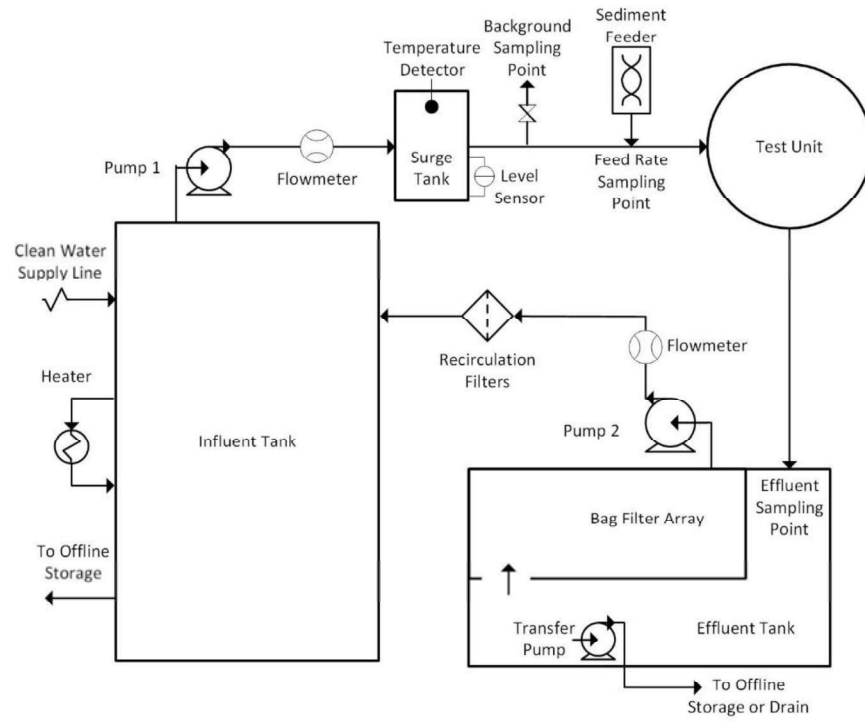 Sediment
Feeder
Background
Sampling
Point
Temperature
Detector
Test Unit
Pump 1
Flowmeter
Surge
Tank
Level
Sensor
Feed Rate
Sampling
Point
Clean Water
Supply Line
Recirculation
Filters
Flowmeter
Heater
Influent Tank
Pump 2
Bag Filter Array
Effluent
Sampling
Point
To Offline
Storage
Transfer
Pump
Effluent Tank
To Offline
Storage or Drain